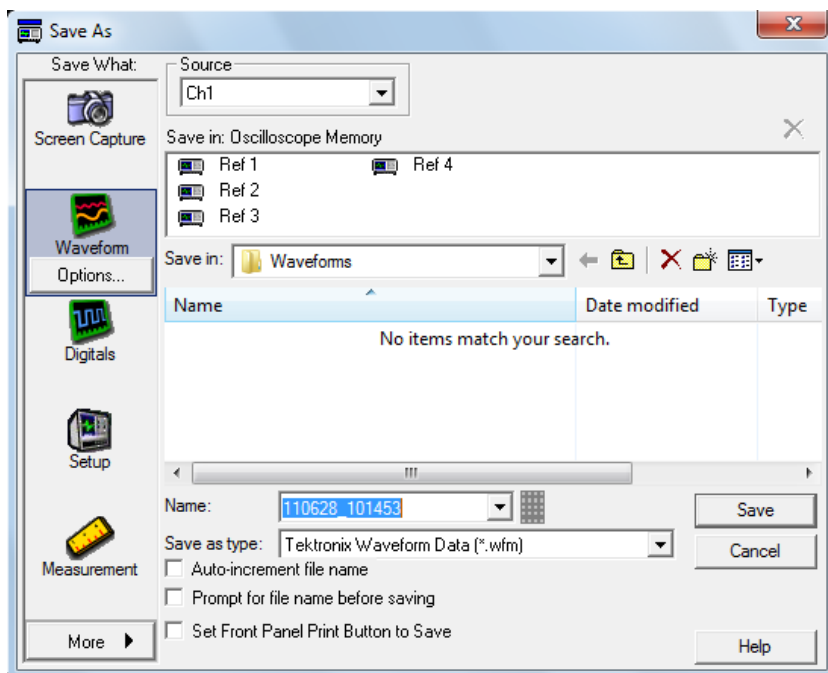 Save As
Save What:
Screen Capture
Waveform
Options...
Digitals
Setup
Measurement
More
Source
Ch1
Save in: Oscilloscope Memory
Ref 1
Ref 4
Ref 2
Ref 3
Save in:
Waveforms
Name
Date modified
Type
No items match your search.
Name:
110628_101453
Save
Save as type:
Tektronix Waveform Data (*.wfm)
Cancel
Auto-increment file name
Prompt for file name before saving
Set Front Panel Print Button to Save
Help